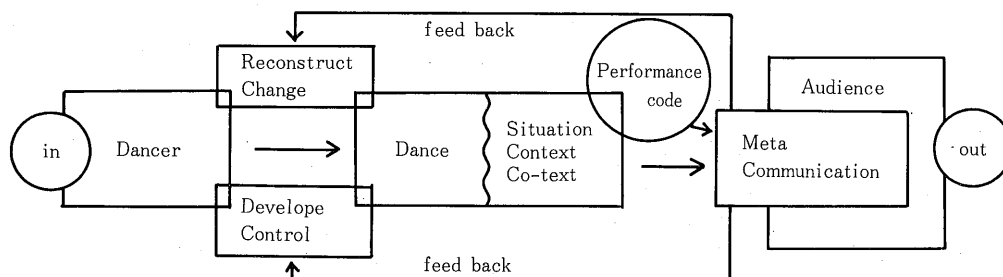 feed back
Reconstruct
Change
Performance
code
Audience
in
Dancer
Dance
Situation
Context
Co-text
Meta
Communication
out
Develope
Control
feed back